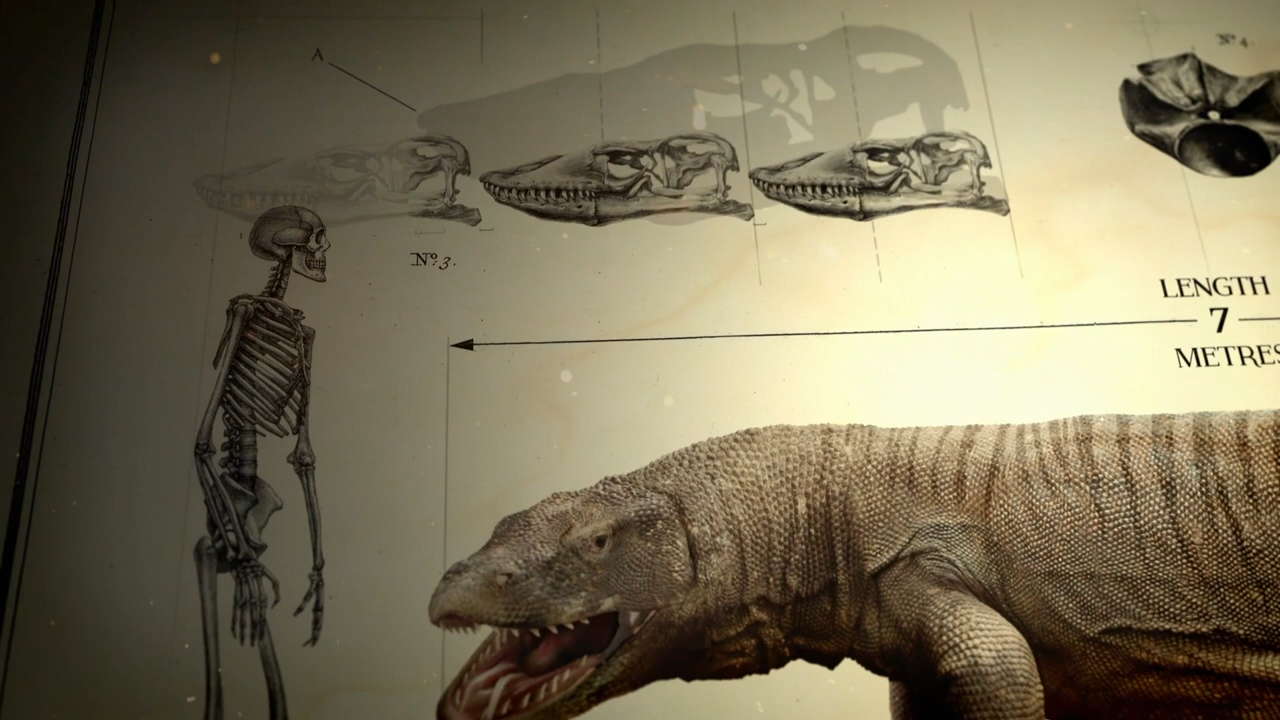 A
Nº 4.
Nº 3.
LENGTH
7
METRES